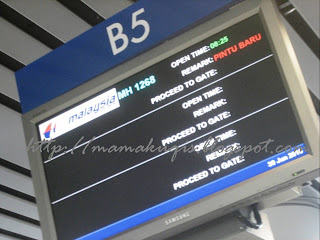 B5
malaysia
MH 1268
OPEN TIME: 08:25
REMARK: PINTU BARU
PROCEED TO GATE:
OPEN TIME:
REMARK:
PROCEED TO GATE:
OPEN TIME:
REMARK:
PROCEED TO GATE:
http://mamakugis.blogspot.com
SAMSUNG